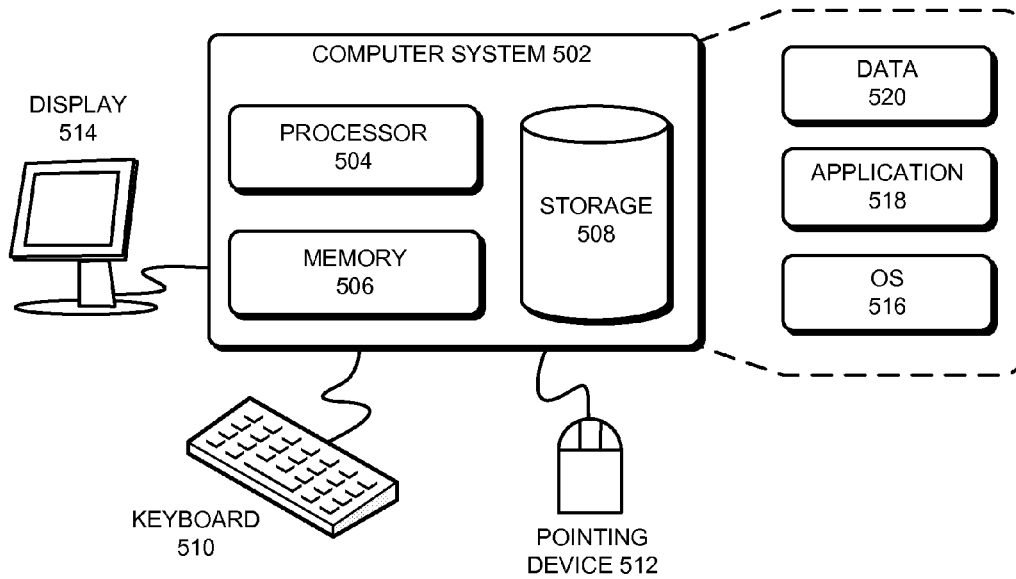 COMPUTER SYSTEM 502
DISPLAY
514
PROCESSOR
504
MEMORY
506
STORAGE
508
DATA
520
APPLICATION
518
OS
516
KEYBOARD
510
POINTING
DEVICE 512